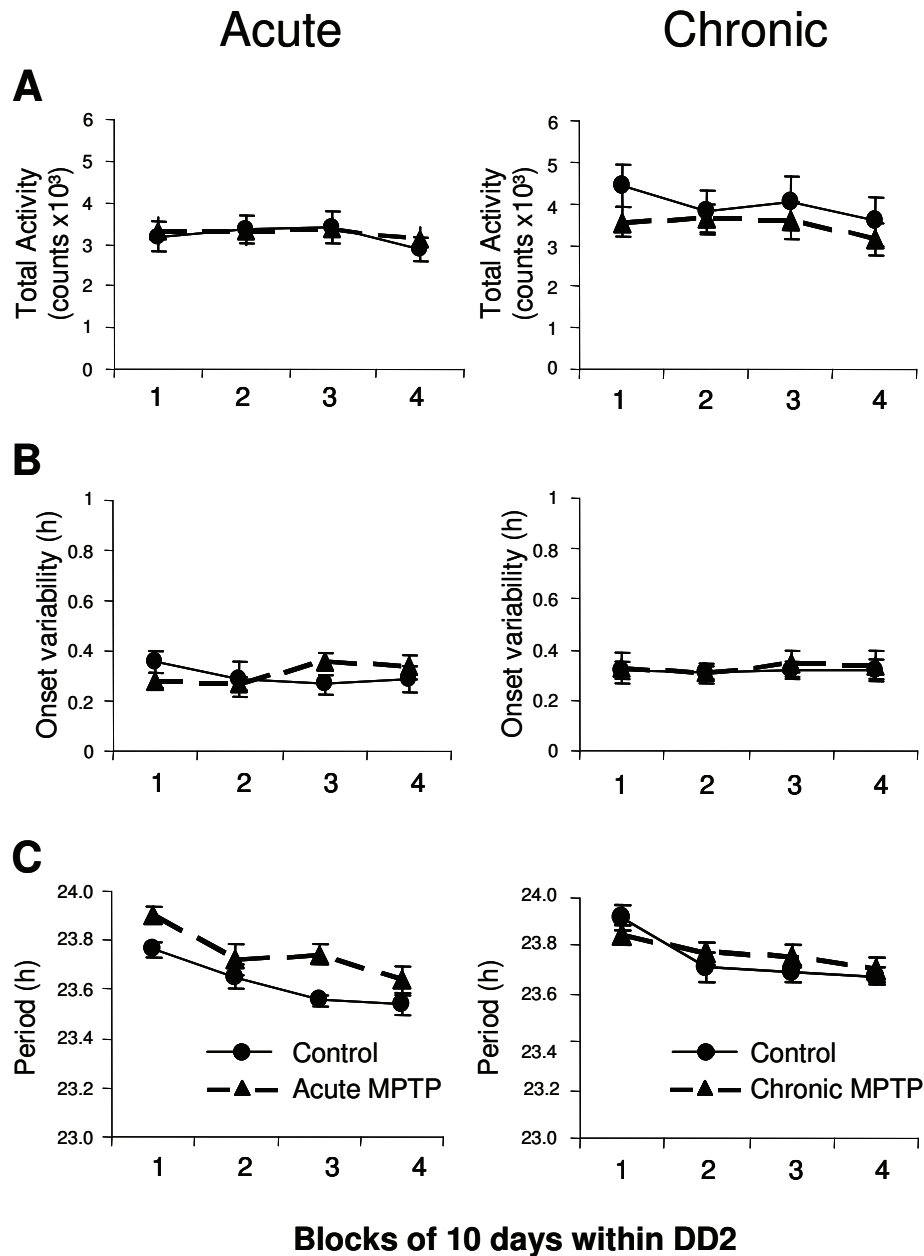 Acute
Chronic
A
Total Activity
(counts x10³)
6
5
4
3
2
1
0
1 2 3 4
Total Activity
(counts x10³)
6
5
4
3
2
1
0
1 2 3 4
B
Onset variability (h)
1
0.8
0.6
0.4
0.2
0
1 2 3 4
Onset variability (h)
1
0.8
0.6
0.4
0.2
0
1 2 3 4
C
Period (h)
24.0
23.8
23.6
23.4
23.2
23.0
Control
Acute MPTP
1 2 3 4
Period (h)
24.0
23.8
23.6
23.4
23.2
23.0
Control
Chronic MPTP
1 2 3 4
Blocks of 10 days within DD2